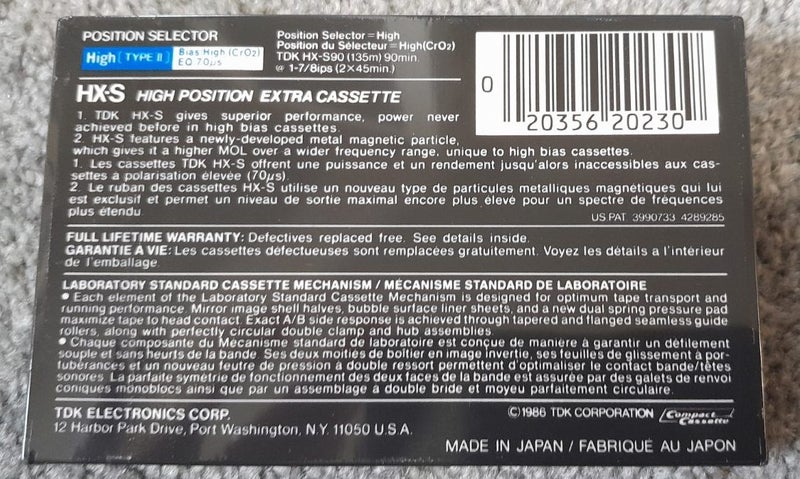 POSITION SELECTOR
High [TYPE II] Bias High (CrO2)
EQ 70µs
Position Selector = High
Position du Sélecteur = High(CrO2)
TDK HX-S90 (135m) 90min.
@ 1-7/8ips (2×45min.)
0 20356 20230
HX-S HIGH POSITION EXTRA CASSETTE
1. TDK HX-S gives superior performance, power never
achieved before in high bias cassettes.
2. HX-S features a newly-developed metal magnetic particle,
which gives it a higher MOL over a wider frequency range, unique to high bias cassettes.
1. Les cassettes TDK HX-S offrent une puissance et un rendement jusqu'alors inaccessibles aux cas-
settes à polarisation élevée (70µs).
2. Le ruban des cassettes HX-S utilise un nouveau type de particules metalliques magnétiques qui lui
est exclusif et permet un niveau de sortie maximal encore plus élevé pour un spectre de fréquences
plus étendu.
US PAT 3990733 4289285
FULL LIFETIME WARRANTY: Defectives replaced free. See details inside.
GARANTIE À VIE: Les cassettes défectueuses sont remplacées gratuitement. Voyez les détails a l'intérieur
de l'emballage.
LABORATORY STANDARD CASSETTE MECHANISM / MÉCANISME STANDARD DE LABORATOIRE
● Each element of the Laboratory Standard Cassette Mechanism is designed for optimum tape transport and
running performance. Mirror image shell halves, bubble surface liner sheets, and a new dual spring pressure pad
maximize tape to head contact. Exact A/B side response is achieved through tapered and flanged seamless guide
rollers, along with perfectly circular double clamp and hub assemblies.
● Chaque composante du Mécanisme standard de laboratoire est conçue de manière à garantir un défilement
souple et sans heurts de la bande. Ses deux moitiés de boîtier en image invertie, ses feuilles de glissement à por-
tubérances et un nouveau feutre de pression à double ressort permettent d'optimaliser le contact bande/têtes
sonores. La parfaite symétrie de fonctionnement des deux faces de la bande est assurée par des galets de renvoi
coniques monoblocs ainsi que par un assemblage à double bride et moyeu parfaitement circulaire.
TDK ELECTRONICS CORP.
12 Harbor Park Drive, Port Washington, N.Y. 11050 U.S.A.
©1986 TDK CORPORATION Compact Cassette
MADE IN JAPAN / FABRIQUÉ AU JAPON